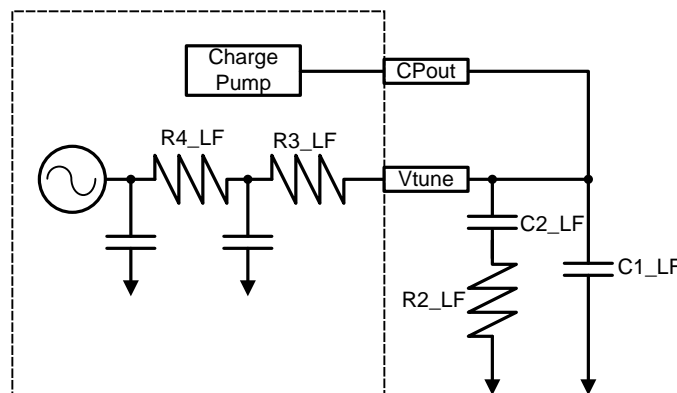 Charge
Pump
CPout
R4_LF
R3_LF
Vtune
C2_LF
C1_LF
R2_LF